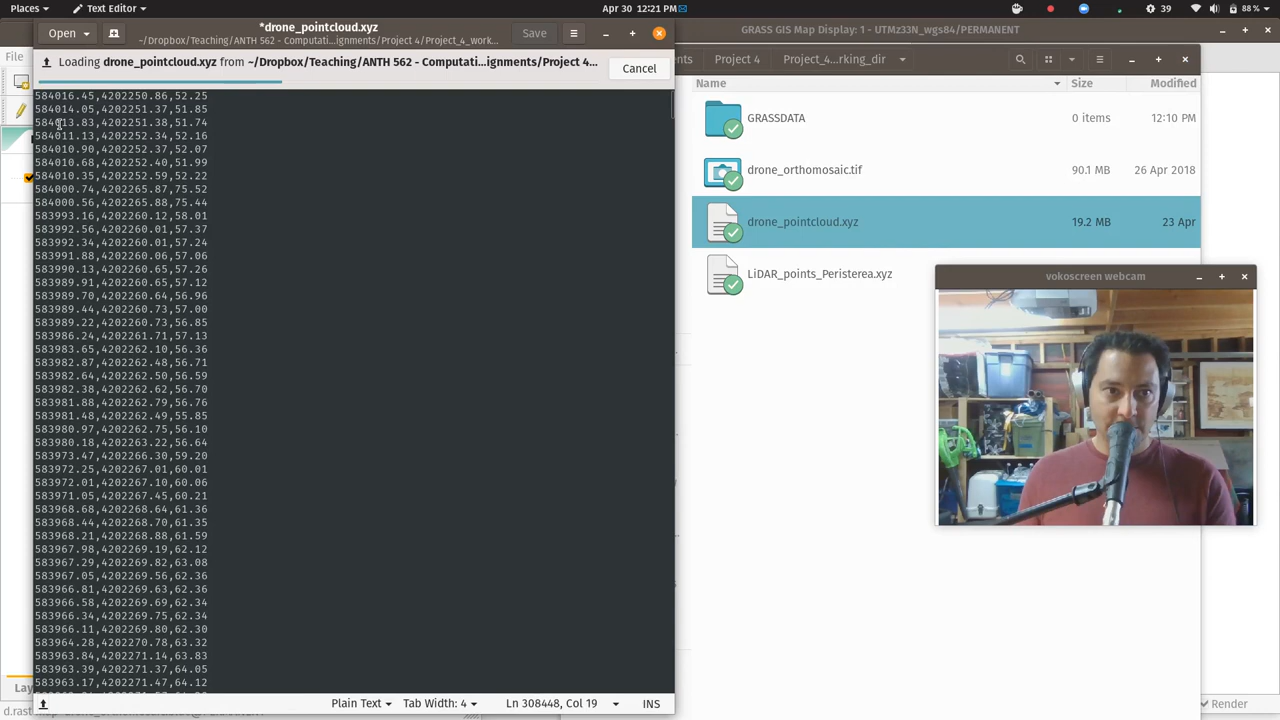 Places
Text Editor
Apr 30 12:21 PM
39
88 %
Open
*drone_pointcloud.xyz
~/Dropbox/Teaching/ANTH 562 - Computati...ignments/Project 4/Project_4_work...
Save
GRASS GIS Map Display: 1 - UTMz33N_wgs84/PERMANENT
File
Loading drone_pointcloud.xyz from ~/Dropbox/Teaching/ANTH 562 - Computati...ignments/Project 4...
Cancel
ments
Project 4
Project_4...rking_dir
Name
Size
Modified
GRASSDATA
0 items
12:10 PM
drone_orthomosaic.tif
90.1 MB
26 Apr 2018
drone_pointcloud.xyz
19.2 MB
23 Apr
LiDAR_points_Peristerea.xyz
vokoscreen webcam
584016.45,4202250.86,52.25
584014.05,4202251.37,51.85
584013.83,4202251.38,51.74
584011.13,4202252.34,52.16
584010.90,4202252.37,52.07
584010.68,4202252.40,51.99
584010.35,4202252.59,52.22
584000.74,4202265.87,75.52
584000.56,4202265.88,75.44
583993.16,4202260.12,58.01
583992.56,4202260.01,57.37
583992.34,4202260.01,57.24
583991.88,4202260.06,57.06
583990.13,4202260.65,57.26
583989.91,4202260.65,57.12
583989.70,4202260.64,56.96
583989.44,4202260.73,57.00
583989.22,4202260.73,56.85
583986.24,4202261.71,57.13
583983.65,4202262.10,56.36
583982.87,4202262.48,56.71
583982.64,4202262.50,56.59
583982.38,4202262.62,56.70
583981.88,4202262.79,56.76
583981.48,4202262.49,55.85
583980.97,4202262.75,56.10
583980.18,4202263.22,56.64
583973.47,4202266.30,59.20
583972.25,4202267.01,60.01
583972.01,4202267.10,60.06
583971.05,4202267.45,60.21
583968.68,4202268.64,61.36
583968.44,4202268.70,61.35
583968.21,4202268.88,61.59
583967.98,4202269.19,62.12
583967.29,4202269.82,63.08
583967.05,4202269.56,62.36
583966.81,4202269.63,62.36
583966.58,4202269.69,62.34
583966.34,4202269.75,62.34
583966.11,4202269.80,62.30
583964.28,4202270.78,63.32
583963.84,4202271.14,63.83
583963.39,4202271.37,64.05
583963.17,4202271.47,64.12
Lay
Plain Text
Tab Width: 4
Ln 308448, Col 19
INS
Render